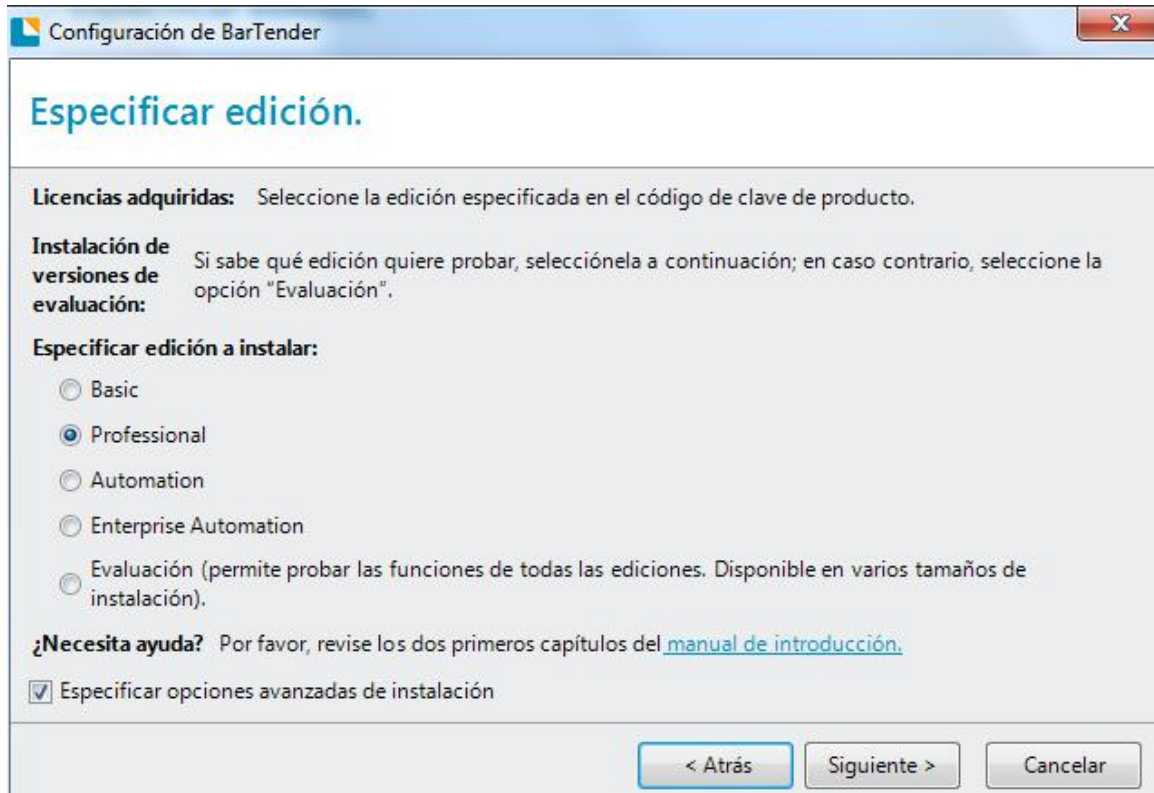 Configuración de BarTender
Especificar edición.
Licencias adquiridas: Seleccione la edición especificada en el código de clave de producto.
Instalación de
versiones de
evaluación:
Si sabe qué edición quiere probar, selecciónela a continuación; en caso contrario, seleccione la
opción "Evaluación".
Especificar edición a instalar:
Basic
Professional
Automation
Enterprise Automation
Evaluación (permite probar las funciones de todas las ediciones. Disponible en varios tamaños de
instalación).
¿Necesita ayuda? Por favor, revise los dos primeros capítulos del manual de introducción.
Especificar opciones avanzadas de instalación
< Atrás Siguiente > Cancelar